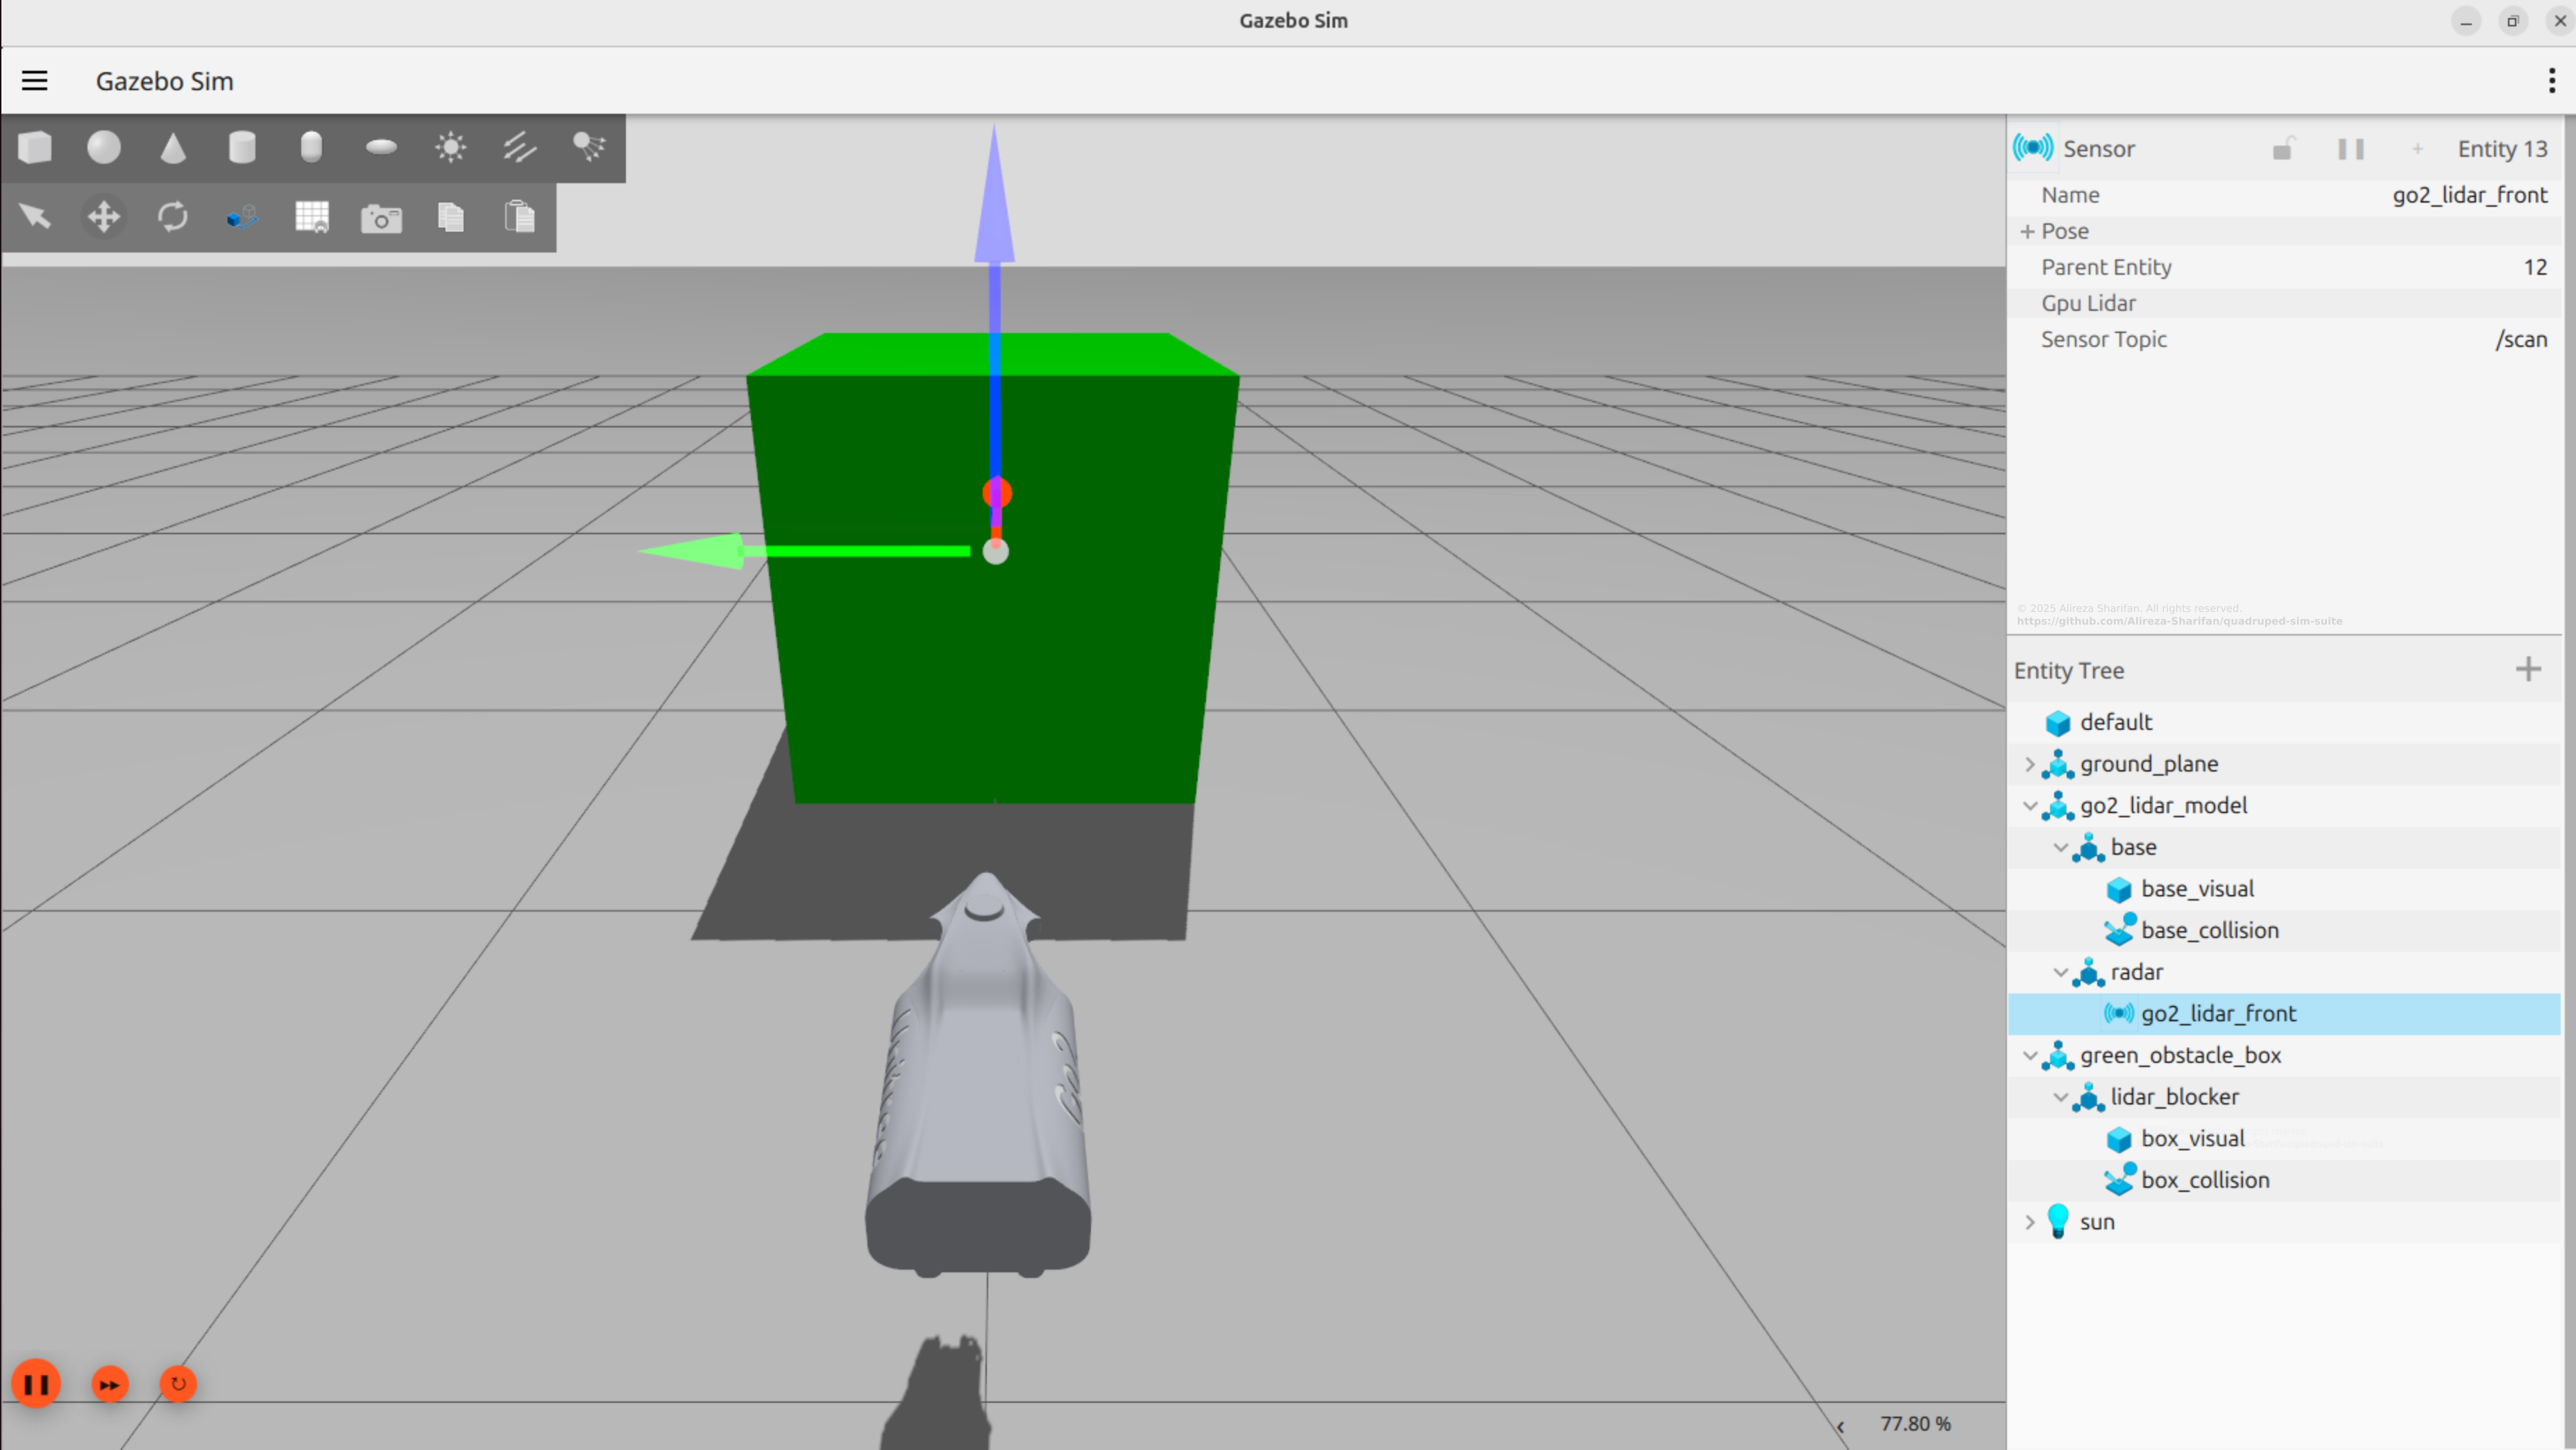 Gazebo Sim
Gazebo Sim
Sensor
Entity 13
Name
go2_lidar_front
+ Pose
Parent Entity
12
Gpu Lidar
Sensor Topic
/scan
© 2025 Alireza Sharifan. All rights reserved.
https://github.com/Alireza-Sharifan/quadruped-sim-suite
Entity Tree
default
ground_plane
go2_lidar_model
base
base_visual
base_collision
radar
go2_lidar_front
green_obstacle_box
lidar_blocker
box_visual
box_collision
sun
77.80 %